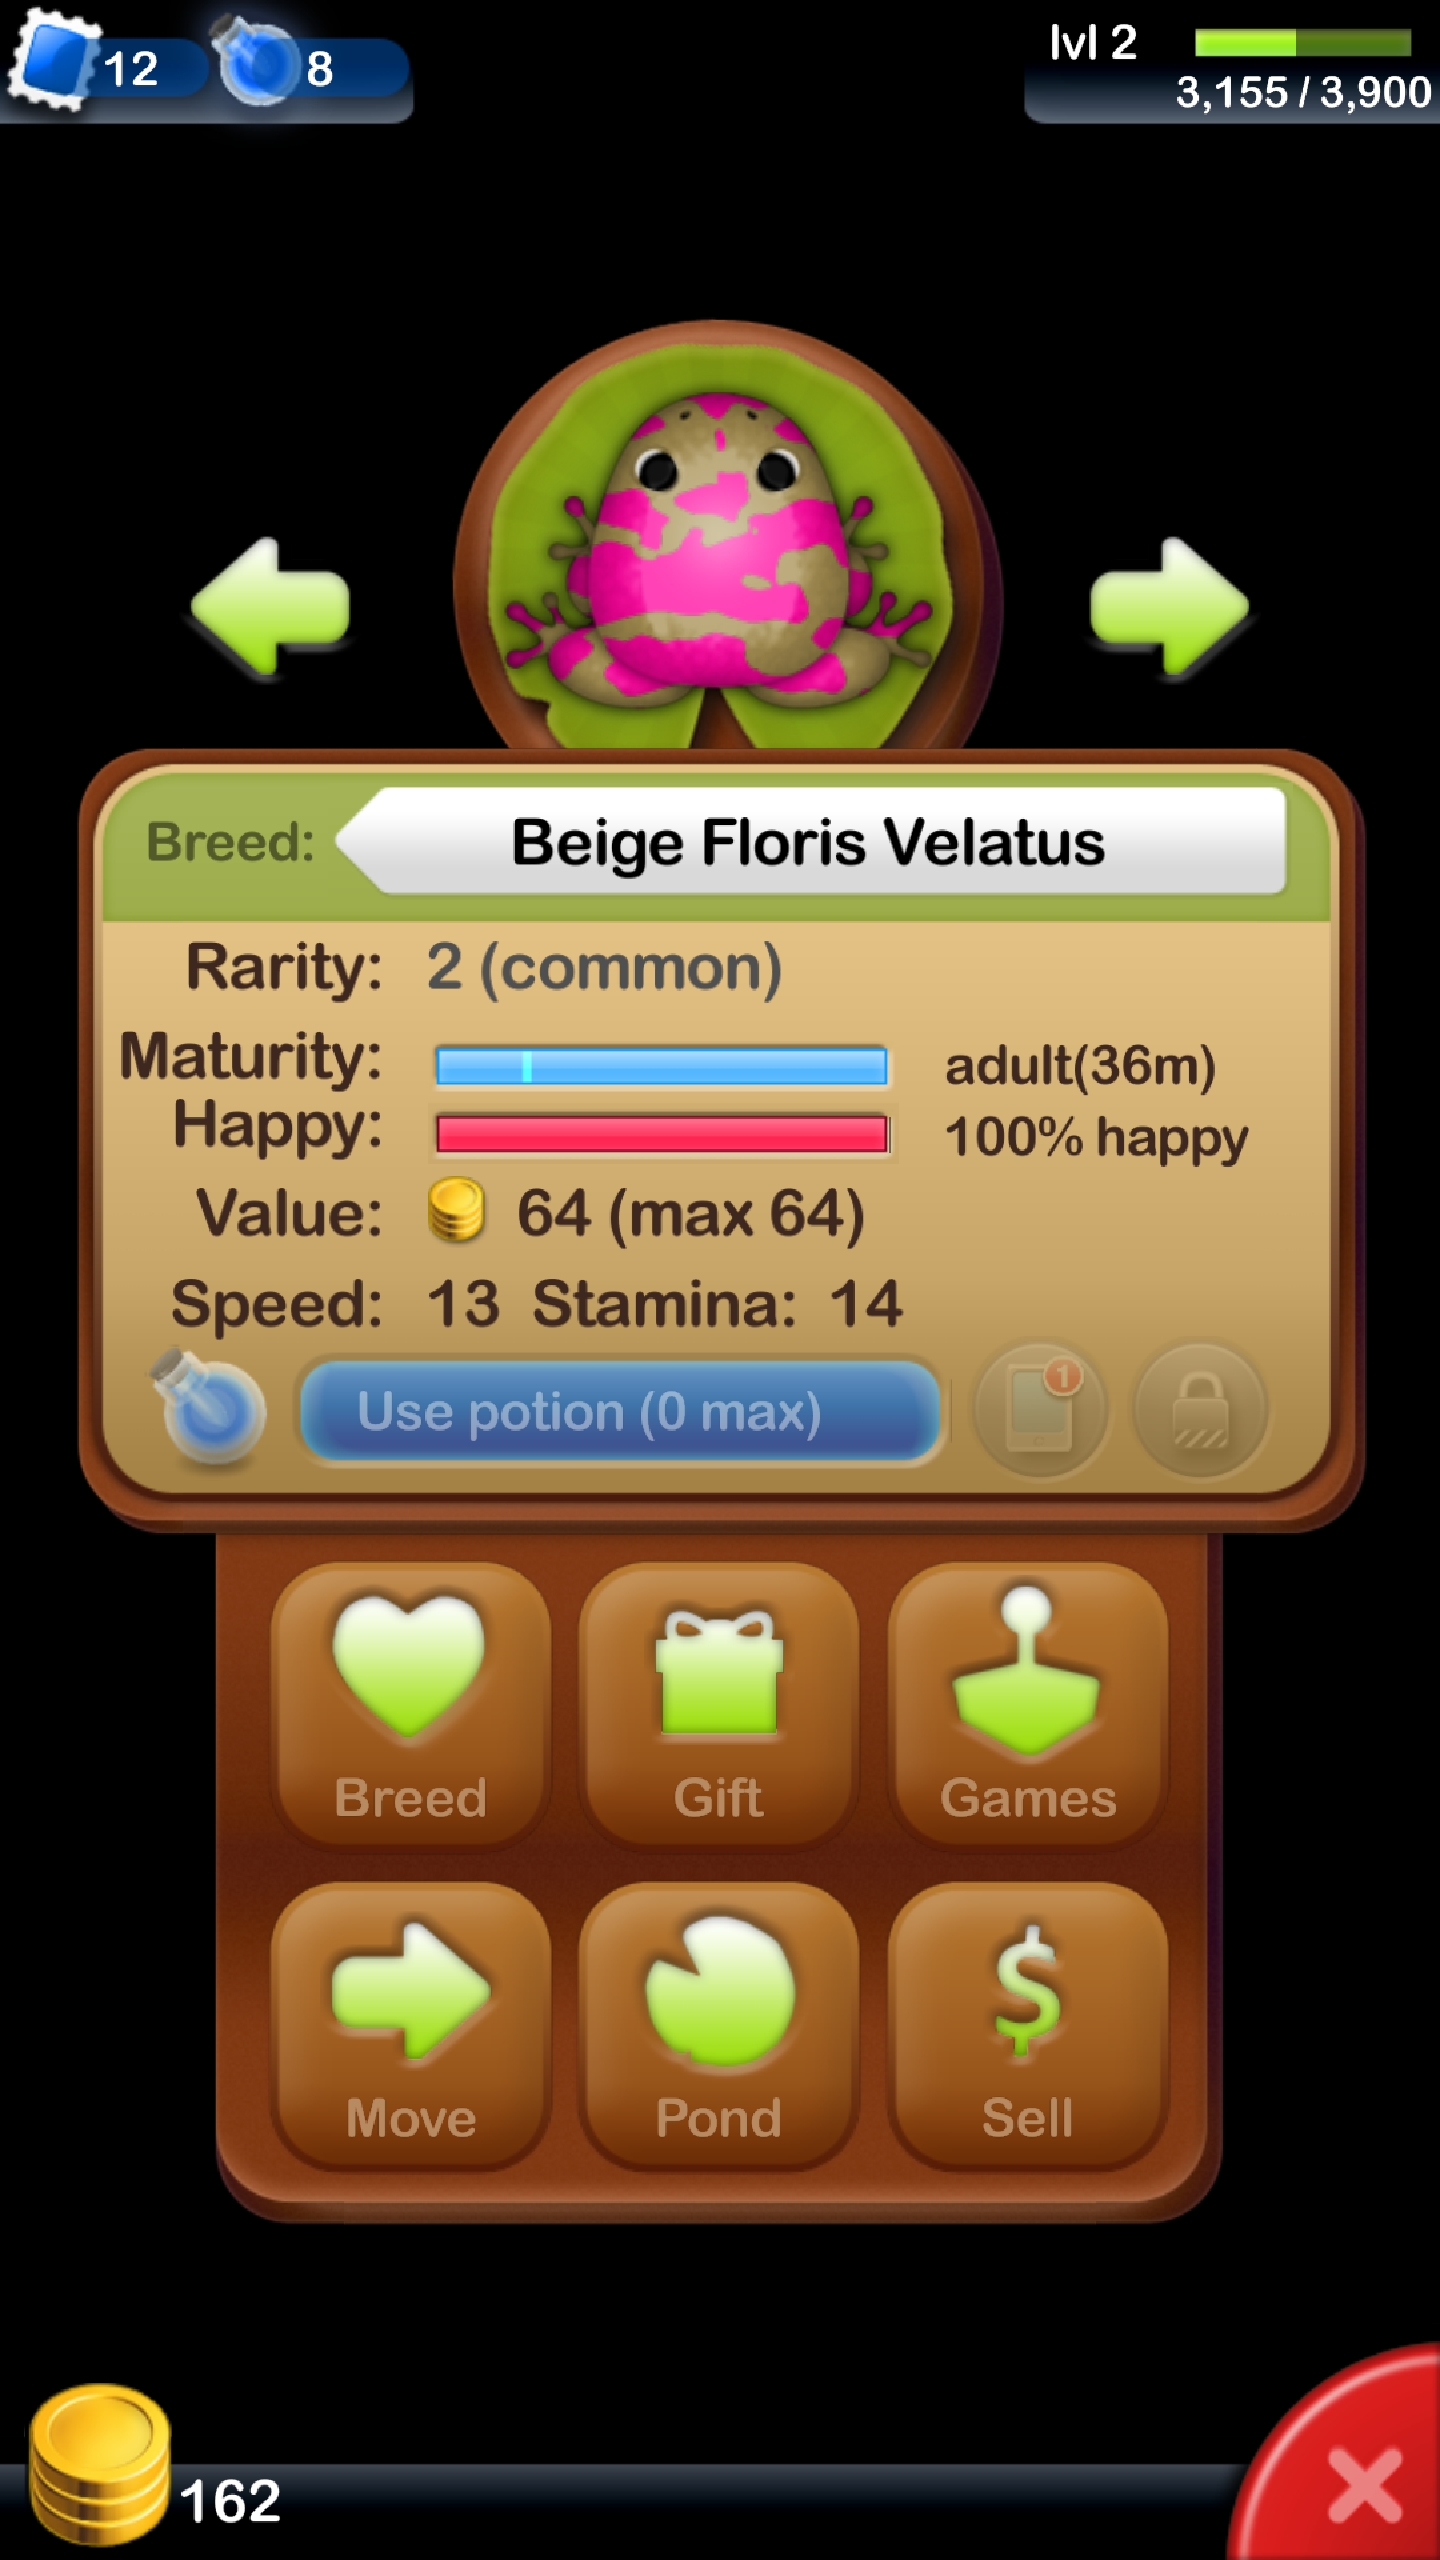 12
8
lvl 2
3,155 / 3,900
Breed: Beige Floris Velatus
Rarity: 2 (common)
Maturity: adult(36m)
Happy: 100% happy
Value: 64 (max 64)
Speed: 13 Stamina: 14
Use potion (0 max)
1
Breed Gift Games
Move Pond Sell
$
162